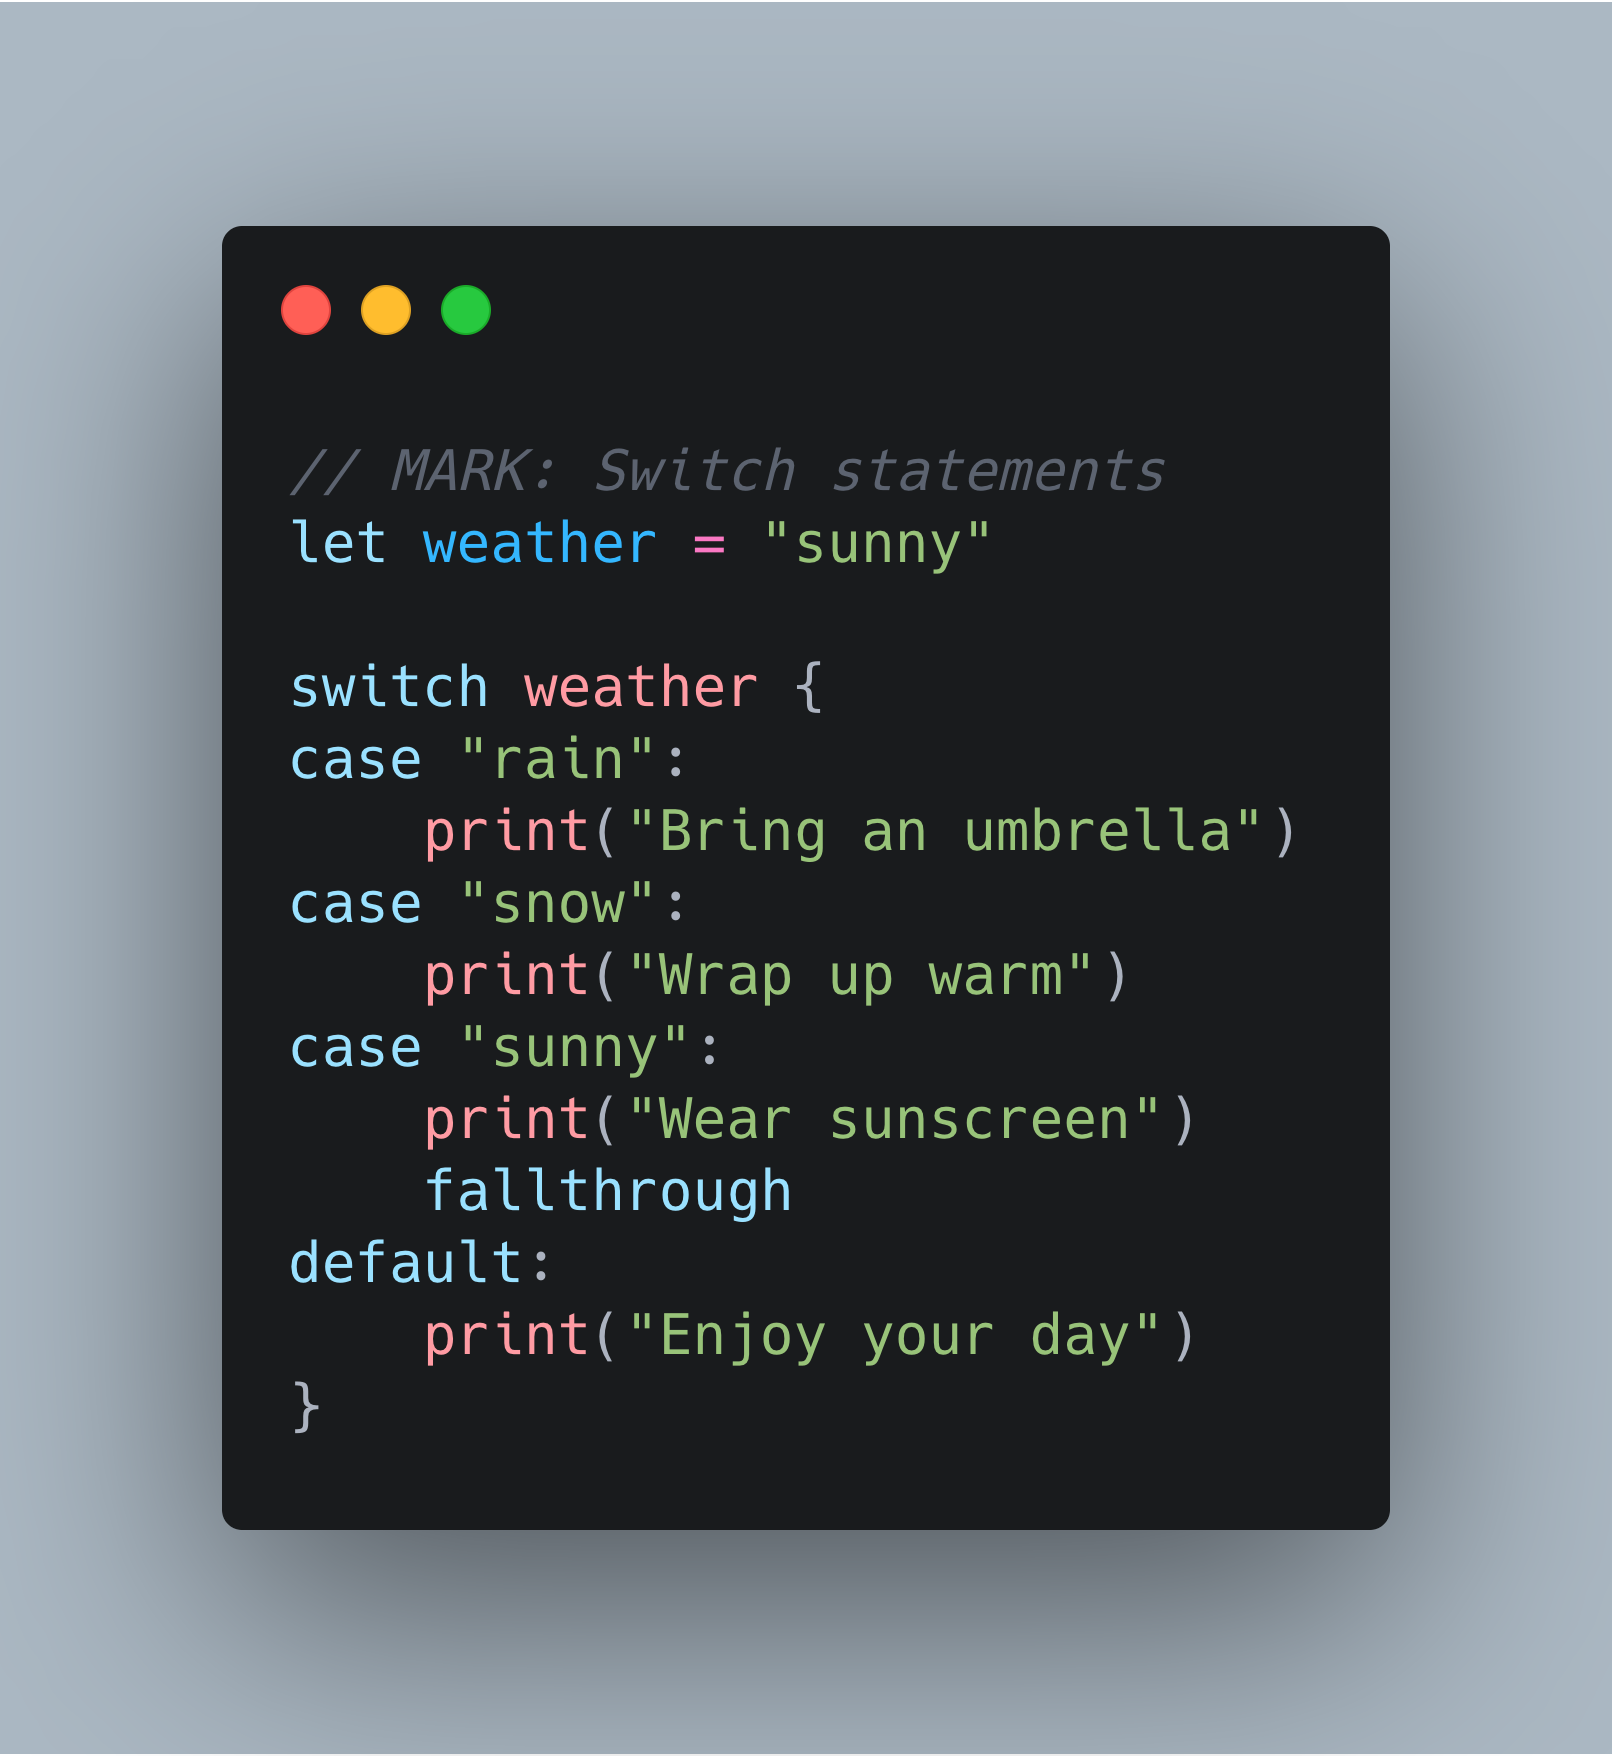 // MARK: Switch statements
let weather = "sunny"

switch weather {
case "rain":
    print("Bring an umbrella")
case "snow":
    print("Wrap up warm")
case "sunny":
    print("Wear sunscreen")
    fallthrough
default:
    print("Enjoy your day")
}